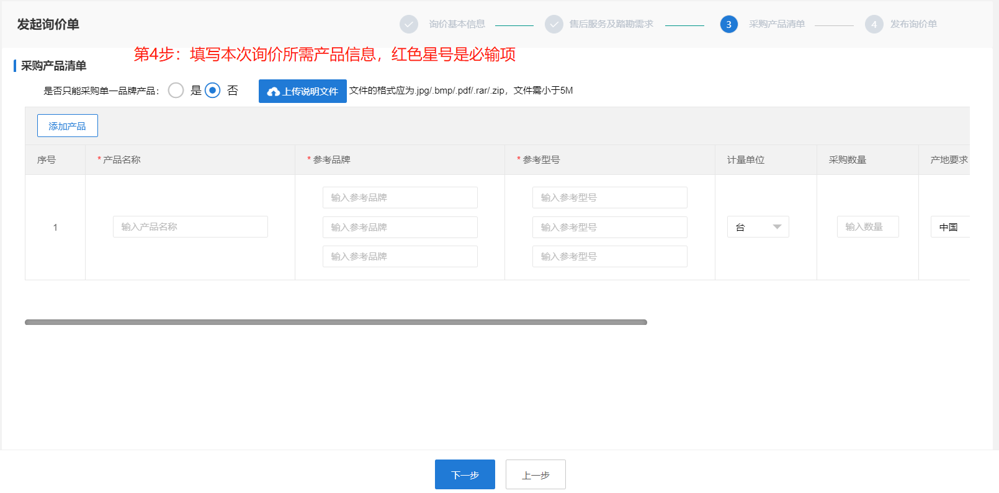 发起询价单
询价基本信息
售后服务及踏勘需求
3 采购产品清单
4 发布询价单
第4步：填写本次询价所需产品信息，红色星号是必输项
采购产品清单
是否只能采购单一品牌产品： 是 否 上传说明文件 文件的格式应为.jpg/.bmp/.pdf/.rar/.zip，文件需小于5M
添加产品
序号 *产品名称 *参考品牌 *参考型号 计量单位 采购数量 产地要求
输入参考品牌 输入参考型号
1 输入产品名称 输入参考品牌 输入参考型号 台 输入数量 中国
输入参考品牌 输入参考型号
下一步 上一步